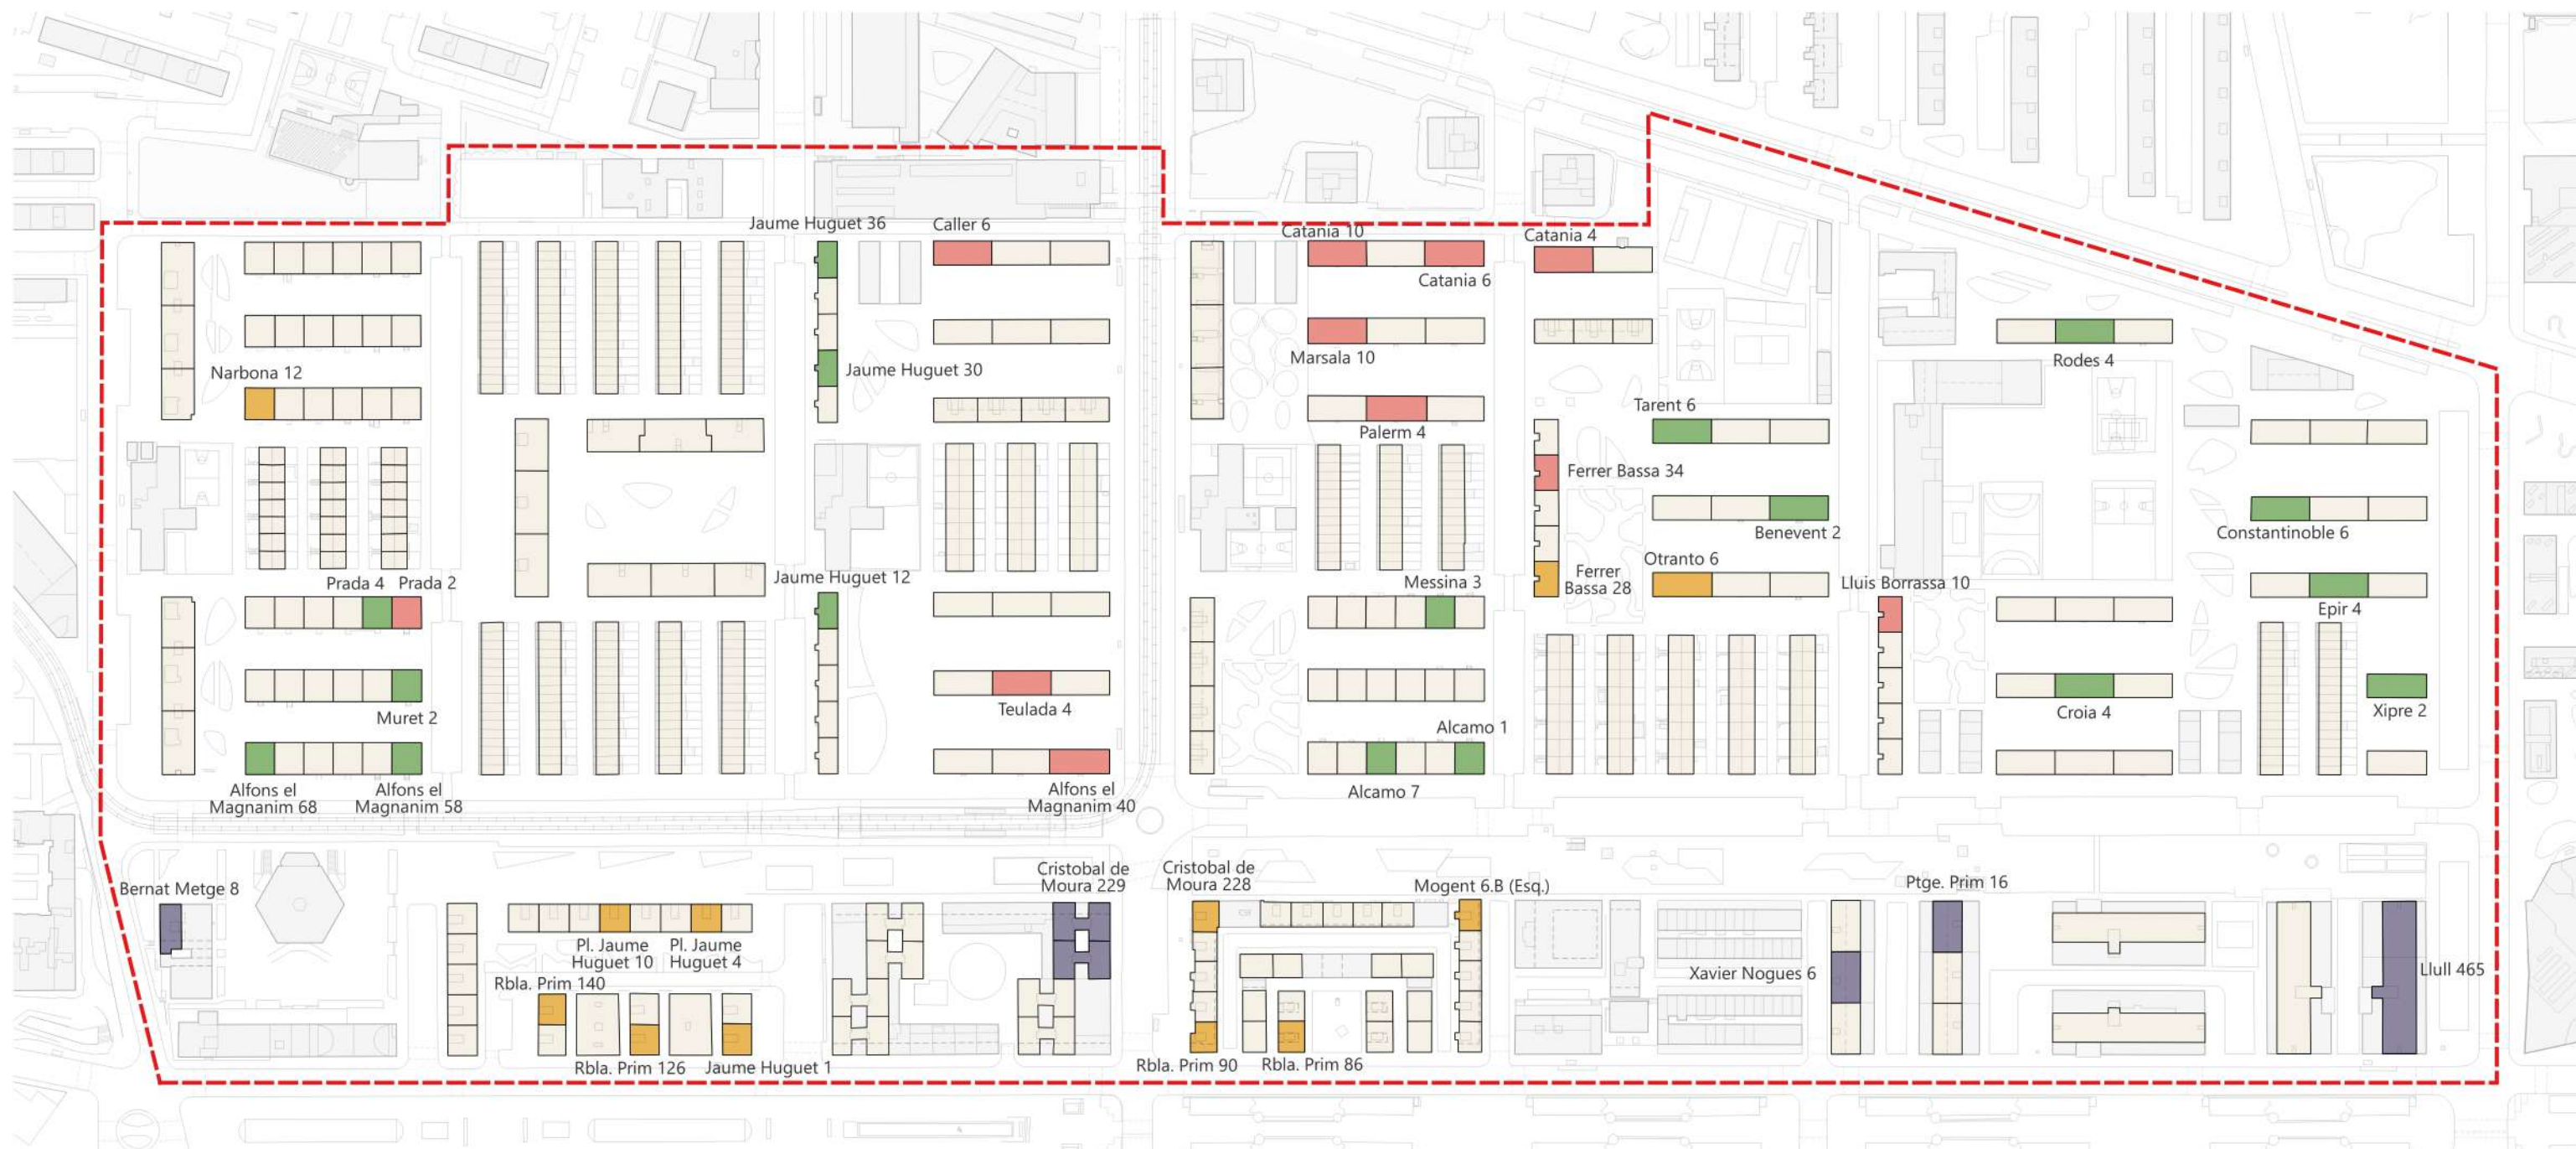 Jaume Huguet 36
Caller 6
Catania 10
Catania 4
Catania 6
Marsala 10
Rodes 4
Narbona 12
Jaume Huguet 30
Palerm 4
Tarent 6
Ferrer Bassa 34
Benevent 2
Constantinoble 6
Otranto 6
Ferrer
Bassa 28
Prada 4
Prada 2
Jaume Huguet 12
Messina 3
Lluis Borrassa 10
Epir 4
Muret 2
Teulada 4
Alcamo 1
Croia 4
Xipre 2
Alfons el
Magnanim 68
Alfons el
Magnanim 58
Alfons el
Magnanim 40
Alcamo 7
Bernat Metge 8
Cristobal de
Moura 229
Cristobal de
Moura 228
Mogent 6.B (Esq.)
Ptge. Prim 16
Pl. Jaume
Huguet 10
Pl. Jaume
Huguet 4
Xavier Nogues 6
Llull 465
Rbla. Prim 140
Rbla. Prim 126
Jaume Huguet 1
Rbla. Prim 90
Rbla. Prim 86